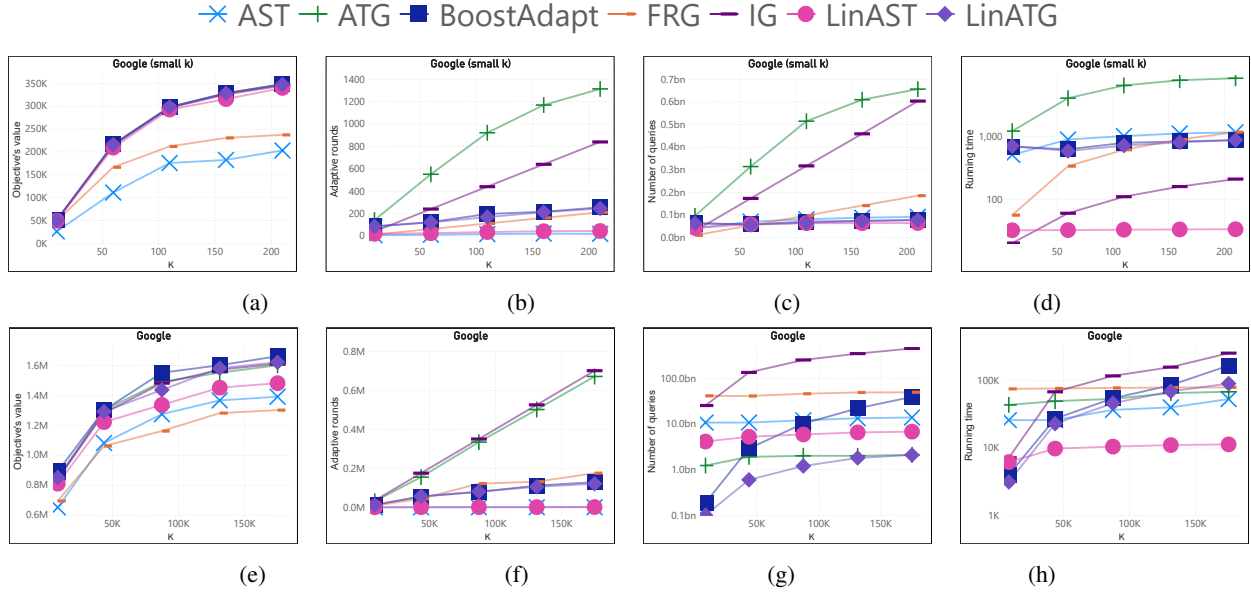 AST ATG BoostAdapt FRG IG LinAST LinATG
Google (small k)
Objective's value
350K
300K
250K
200K
150K
100K
50K
0K
50
100
150
200
K
(a)
Google (small k)
Adaptive rounds
1400
1200
1000
800
600
400
200
0
50
100
150
200
K
(b)
Google (small k)
Number of queries
0.7bn
0.6bn
0.5bn
0.4bn
0.3bn
0.2bn
0.1bn
0.0bn
50
100
150
200
K
(c)
Google (small k)
Running time
1,000
100
50
100
150
200
K
(d)
Google
Objective's value
1.6M
1.4M
1.2M
1.0M
0.8M
0.6M
50K
100K
150K
K
(e)
Google
Adaptive rounds
0.8M
0.6M
0.4M
0.2M
0.0M
50K
100K
150K
K
(f)
Google
Number of queries
100.0bn
10.0bn
1.0bn
0.1bn
50K
100K
150K
K
(g)
Google
Running time
100K
10K
1K
50K
100K
150K
K
(h)